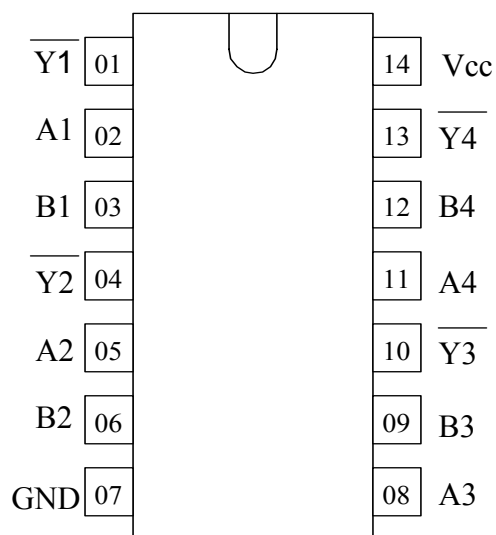 Y1 01 14 Vcc
A1 02 13 Y4
B1 03 12 B4
Y2 04 11 A4
A2 05 10 Y3
B2 06 09 B3
GND 07 08 A3